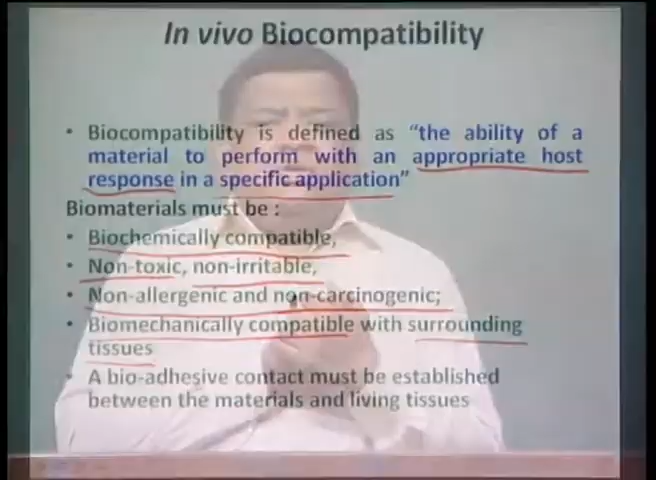 In vivo Biocompatibility
• Biocompatibility is defined as “the ability of a
material to perform with an appropriate host
response in a specific application”
Biomaterials must be :
• Biochemically compatible,
• Non-toxic, non-irritable,
• Non-allergenic and non-carcinogenic;
• Biomechanically compatible with surrounding
tissues
• A bio-adhesive contact must be established
between the materials and living tissues